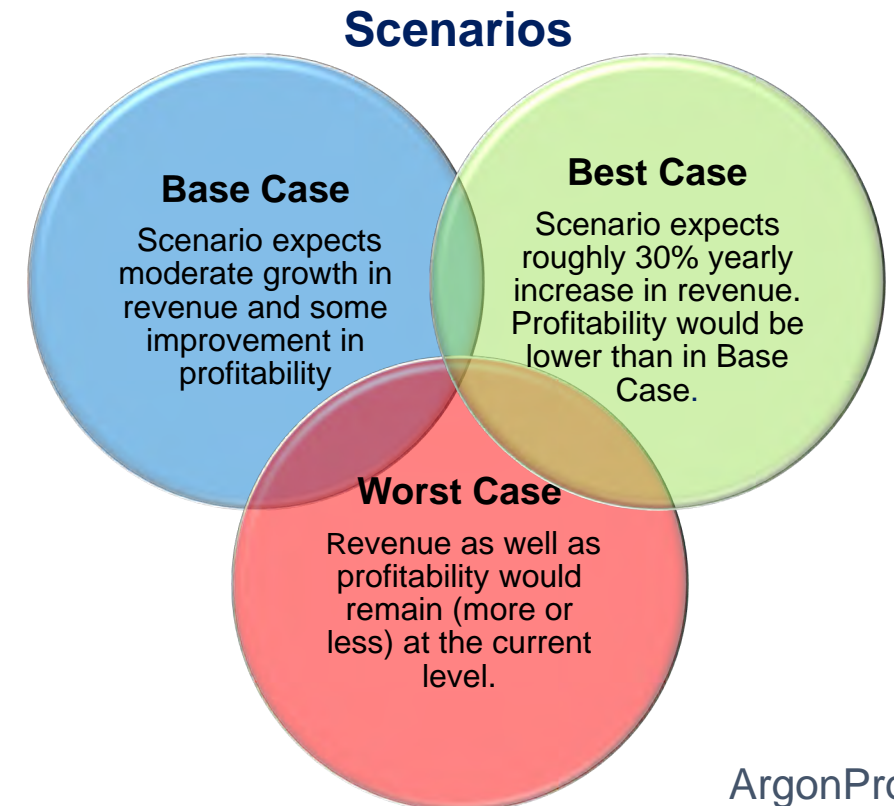 Scenarios
Base Case
Scenario expects
moderate growth in
revenue and some
improvement in
profitability
Best Case
Scenario expects
roughly 30% yearly
increase in revenue.
Profitability would be
lower than in Base
Case.
Worst Case
Revenue as well as
profitability would
remain (more or
less) at the current
level.
ArgonPro